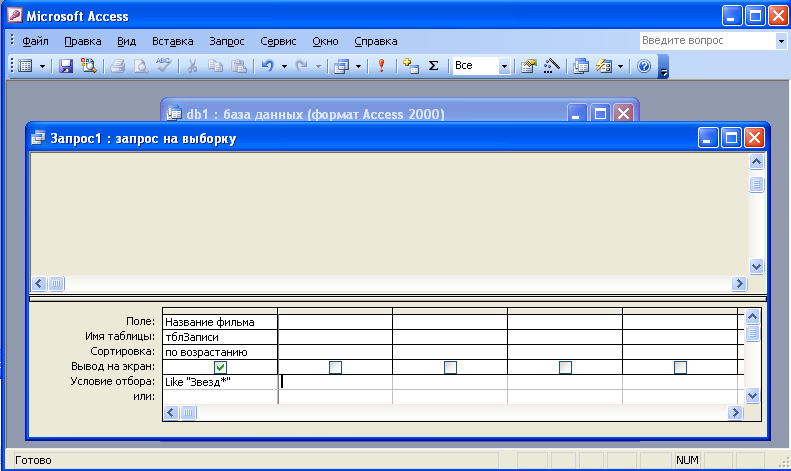 Microsoft Access
Файл Правка Вид Вставка Запрос Сервис Окно Справка Введите вопрос
Все
db1 : база данных (формат Access 2000)
Запрос1 : запрос на выборку
Поле: Название фильма
Имя таблицы: тблЗаписи
Сортировка: по возрастанию
Вывод на экран:
Условие отбора: Like "Звезд*"
или:
Готово NUM